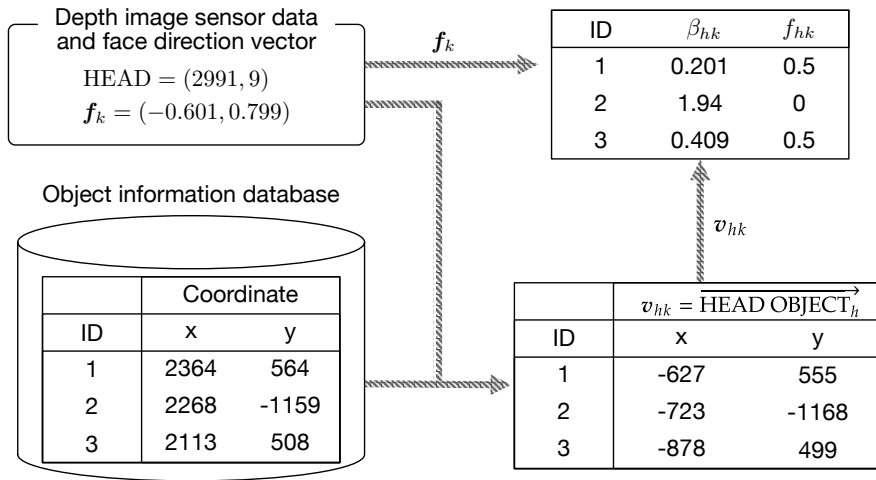 Depth image sensor data
and face direction vector
HEAD = (2991, 9)
f_k = (−0.601, 0.799)
f_k
ID β_hk f_hk
1 0.201 0.5
2 1.94 0
3 0.409 0.5
Object information database
Coordinate
ID x y
1 2364 564
2 2268 -1159
3 2113 508
v_hk
v_hk = HEAD OBJECT_h
ID x y
1 -627 555
2 -723 -1168
3 -878 499